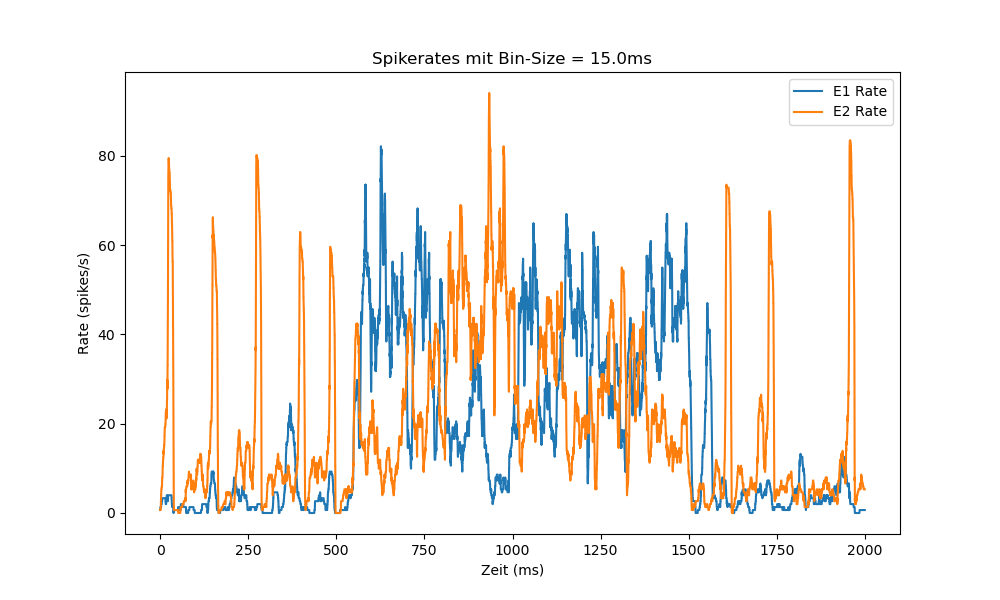 Spikerates mit Bin-Size = 15.0ms
E1 Rate
E2 Rate
Rate (spikes/s)
80
60
40
20
0
0 250 500 750 1000 1250 1500 1750 2000
Zeit (ms)